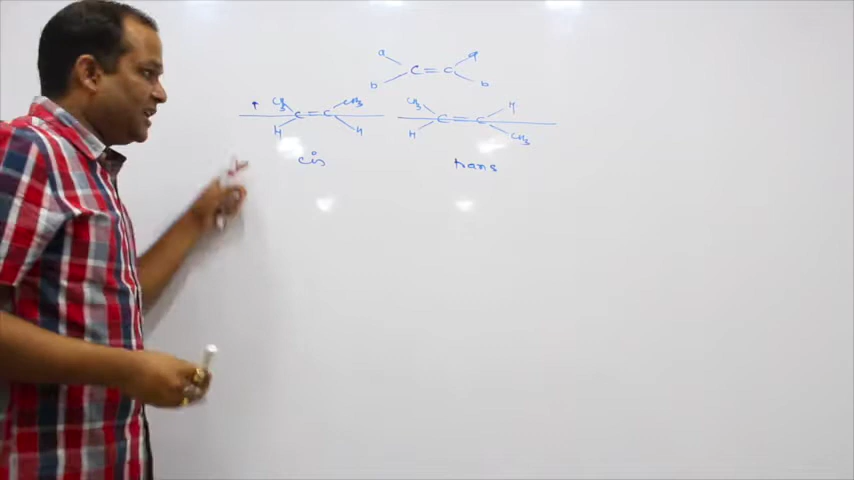 a a
C = C
b b
CH3 C = C CH3
H H
CH3 C = C H
H CH3
cis trans